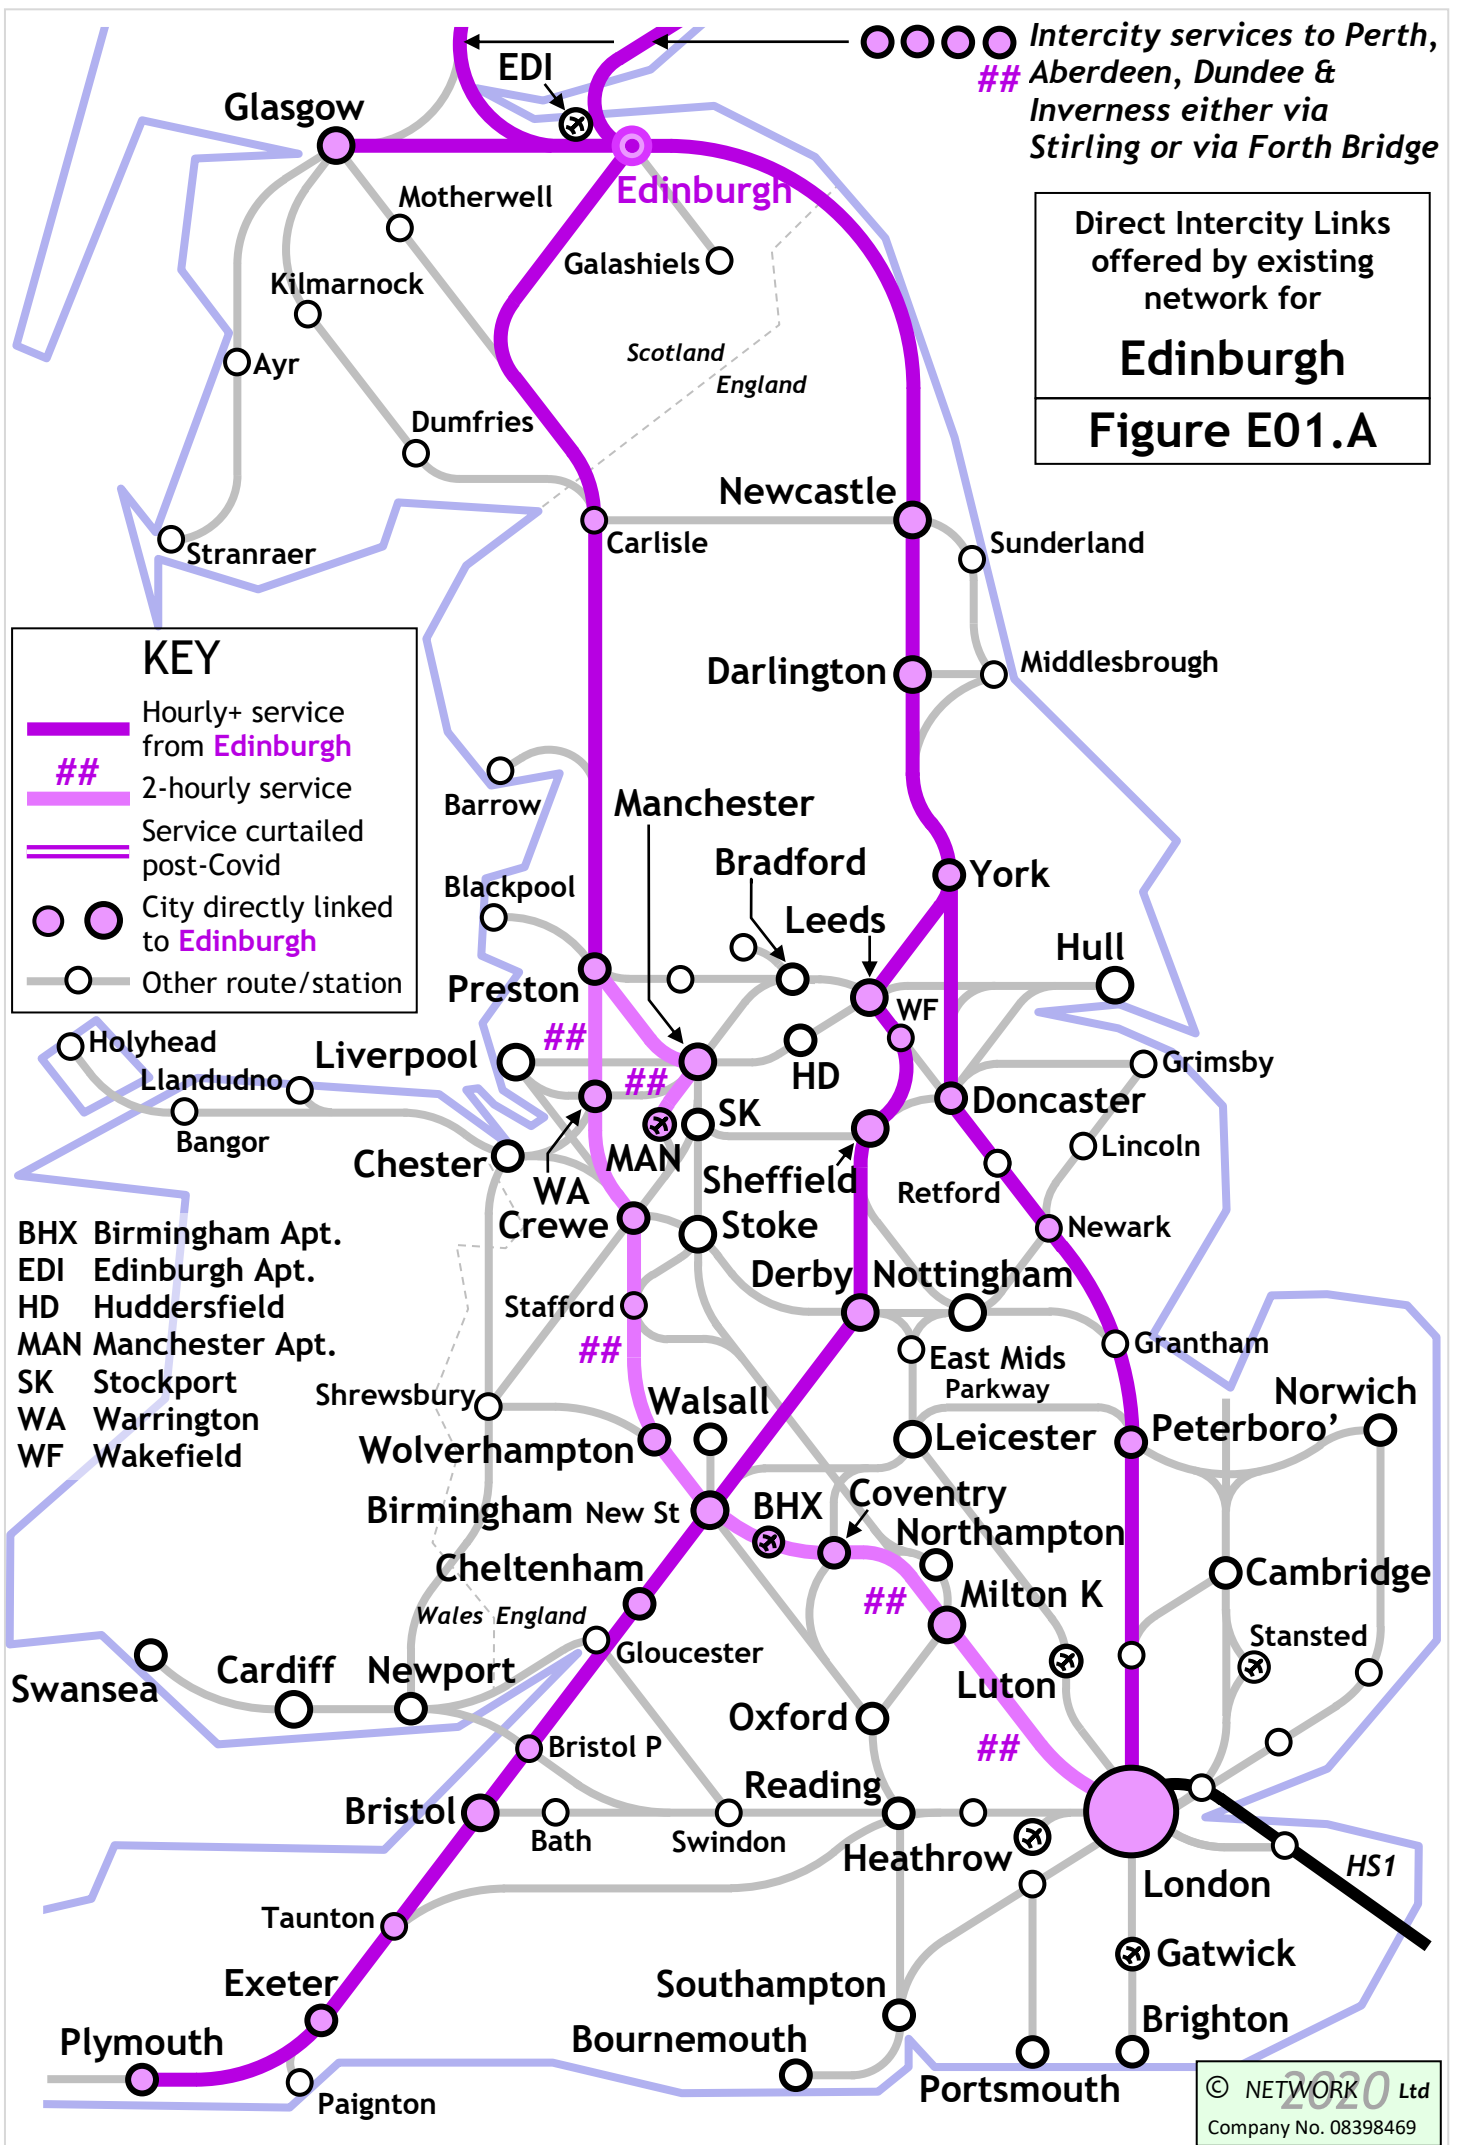 Intercity services to Perth,
## Aberdeen, Dundee &
Inverness either via
Stirling or via Forth Bridge
EDI
Glasgow
Edinburgh
Motherwell
Galashiels
Kilmarnock
Ayr
Scotland
England
Direct Intercity Links
offered by existing
network for
Edinburgh
Figure E01.A
Dumfries
Newcastle
Stranraer
Carlisle
Sunderland
KEY
Hourly+ service
from Edinburgh
##
2-hourly service
Service curtailed
post-Covid
City directly linked
to Edinburgh
Other route/station
Darlington
Middlesbrough
Barrow
Manchester
Bradford
York
Blackpool
Leeds
Hull
Preston
WF
##
Holyhead
Liverpool
Llandudno
##
HD
Grimsby
Bangor
SK
Doncaster
MAN
Lincoln
Chester
WA
Sheffield
Retford
Crewe
Stoke
Newark
BHX Birmingham Apt.
EDI Edinburgh Apt.
HD Huddersfield
MAN Manchester Apt.
SK Stockport
WA Warrington
WF Wakefield
Derby
Nottingham
Stafford
##
Grantham
East Mids
Parkway
Shrewsbury
Walsall
Norwich
Wolverhampton
Leicester
Peterboro’
Birmingham New St
BHX
Coventry
Northampton
Cheltenham
Cambridge
##
Milton K
Wales England
Gloucester
Stansted
Swansea
Cardiff
Newport
Luton
Oxford
Bristol P
##
Reading
Bristol
Bath
Swindon
Heathrow
HS1
London
Taunton
Gatwick
Exeter
Southampton
Plymouth
Bournemouth
Brighton
Portsmouth
Paignton
© NETWORK 2020 Ltd
Company No. 08398469